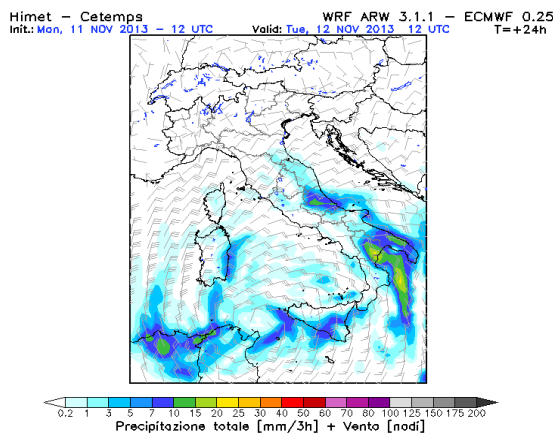 Himet – Cetemps WRF ARW 3.1.1 – ECMWF 0.25
Init.: Mon, 11 NOV 2013 – 12 UTC Valid: Tue, 12 NOV 2013 12 UTC T=+24h
0.2 1 3 5 7 10 15 20 25 30 40 50 60 70 80 100 125 150 175 200
Precipitazione totale [mm/3h] + Vento [nodi]